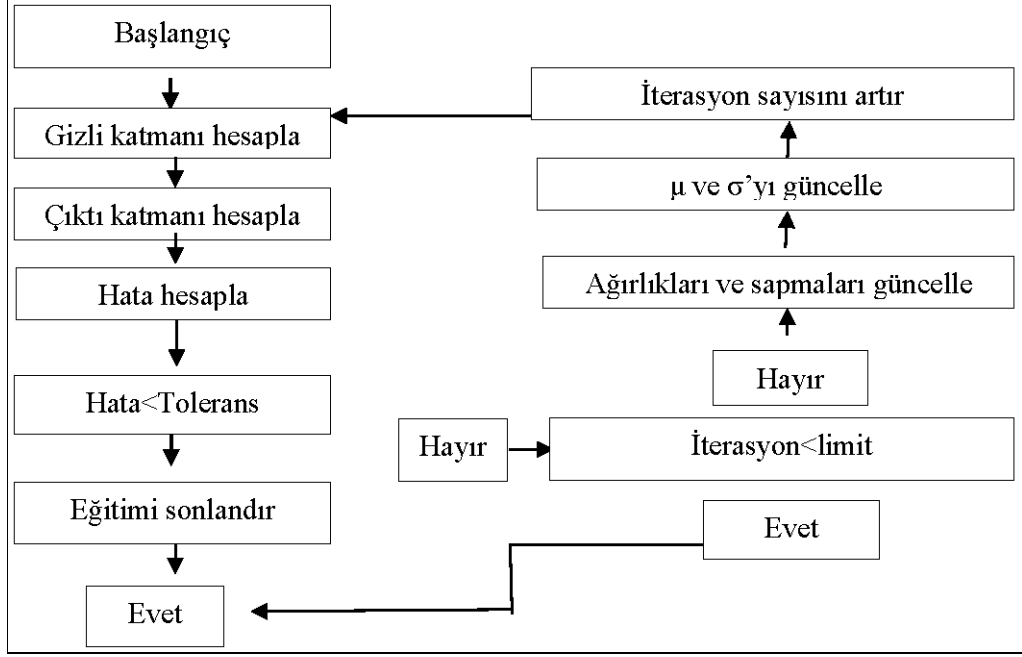 Başlangıç
Gizli katmanı hesapla
Çıktı katmanı hesapla
Hata hesapla
Hata<Tolerans
Eğitimi sonlandır
Evet
İterasyon sayısını artır
μ ve σ’yı güncelle
Ağırlıkları ve sapmaları güncelle
Hayır
Hayır
İterasyon<limit
Evet